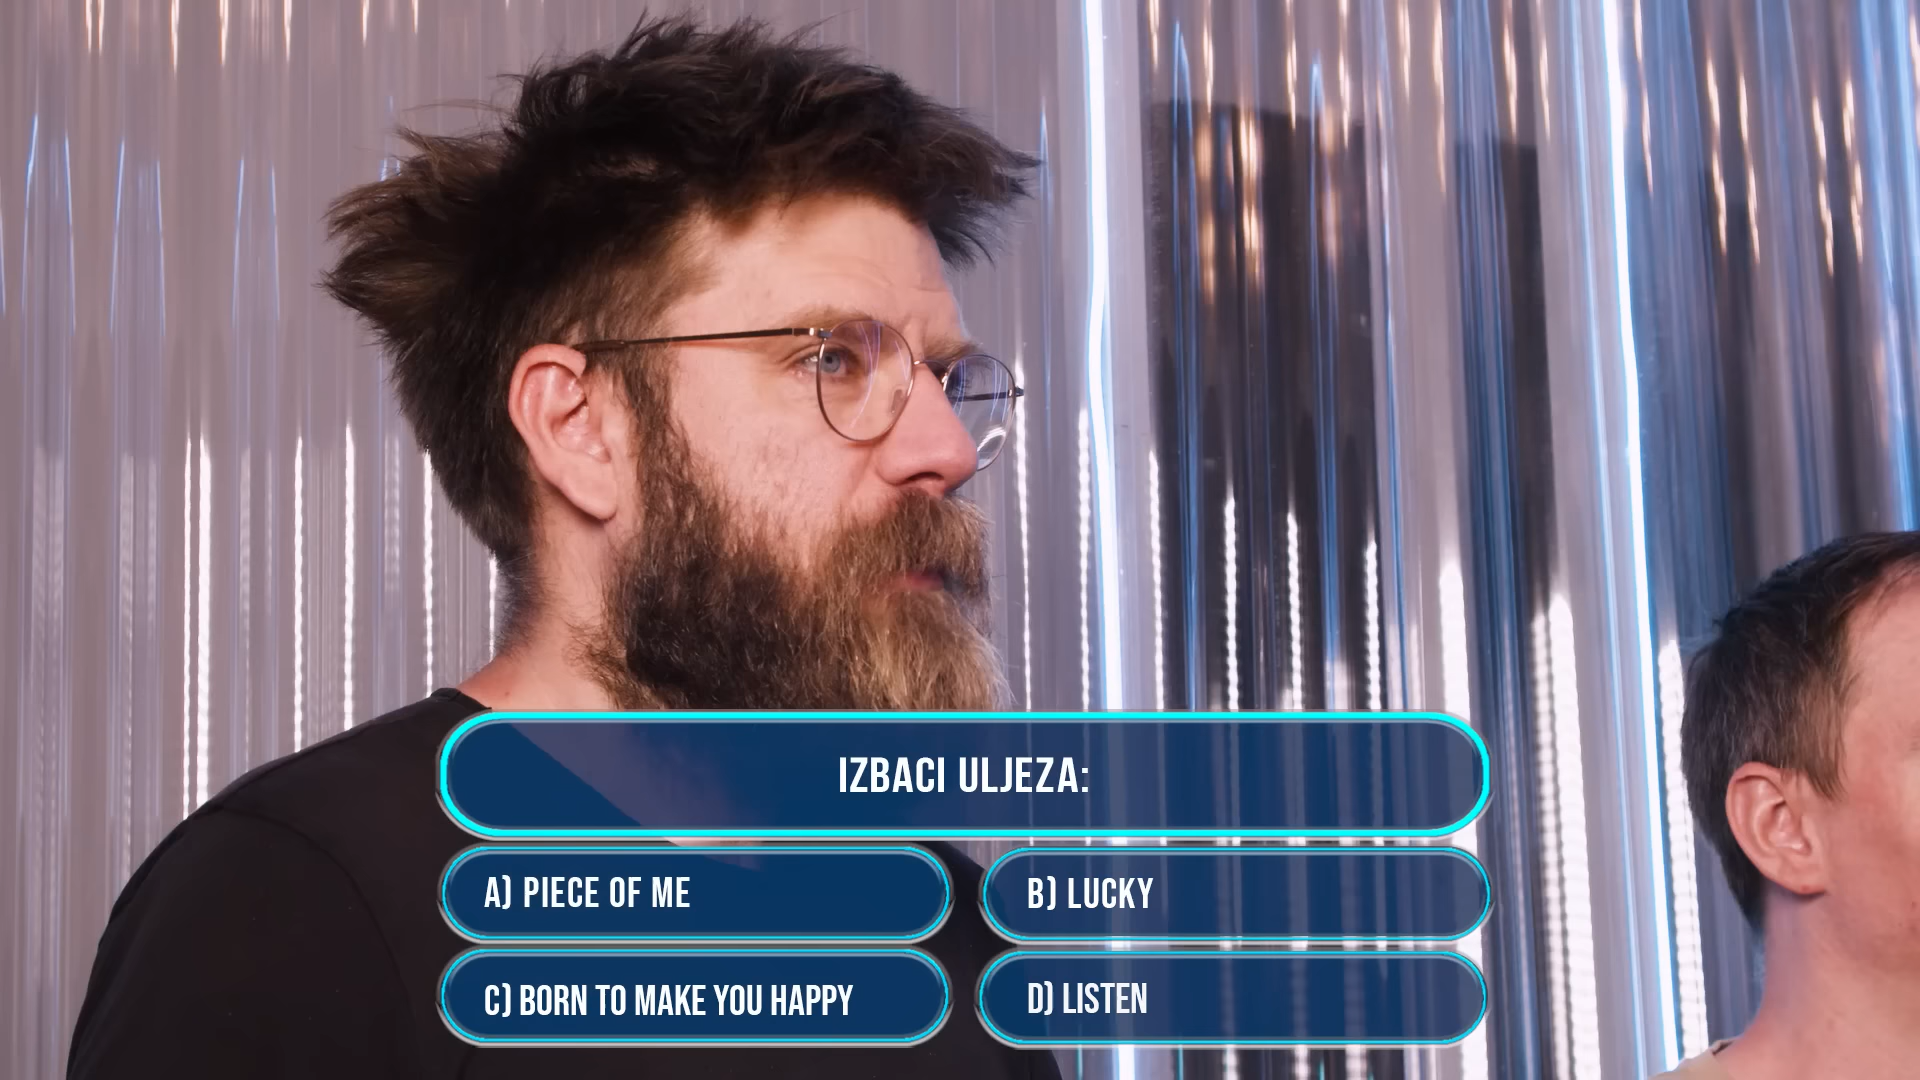 IZBACI ULJEZA:
A) PIECE OF ME
B) LUCKY
C) BORN TO MAKE YOU HAPPY
D) LISTEN